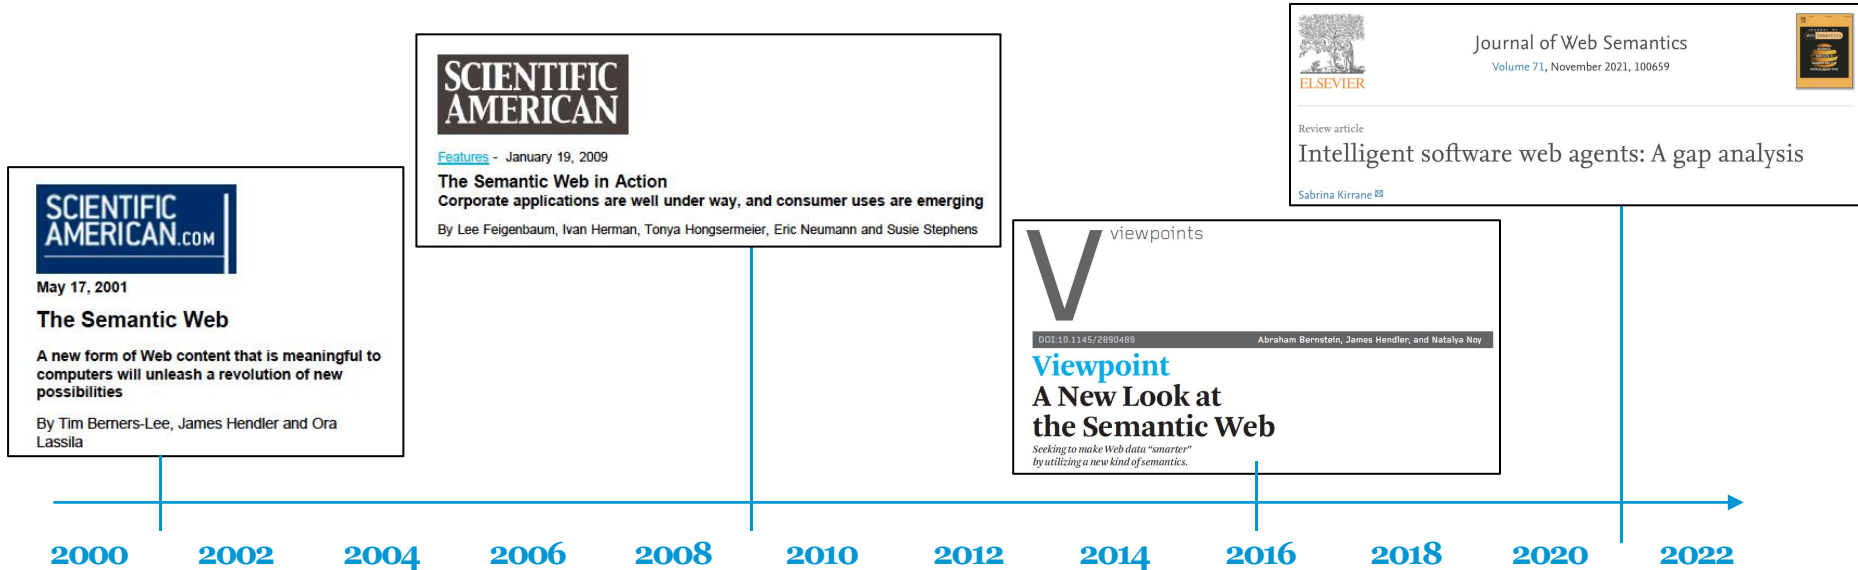 SCIENTIFIC
AMERICAN.COM
May 17, 2001
The Semantic Web
A new form of Web content that is meaningful to
computers will unleash a revolution of new
possibilities
By Tim Berners-Lee, James Hendler and Ora
Lassila
SCIENTIFIC
AMERICAN
Features - January 19, 2009
The Semantic Web in Action
Corporate applications are well under way, and consumer uses are emerging
By Lee Feigenbaum, Ivan Herman, Tonya Hongsermeier, Eric Neumann and Susie Stephens
V viewpoints
DOI:10.1145/2890489 Abraham Bernstein, James Hendler, and Natalya Noy
Viewpoint
A New Look at
the Semantic Web
Seeking to make Web data “smarter”
by utilizing a new kind of semantics.
ELSEVIER
Journal of Web Semantics
Volume 71, November 2021, 100659
Review article
Intelligent software web agents: A gap analysis
Sabrina Kirrane
2000 2002 2004 2006 2008 2010 2012 2014 2016 2018 2020 2022